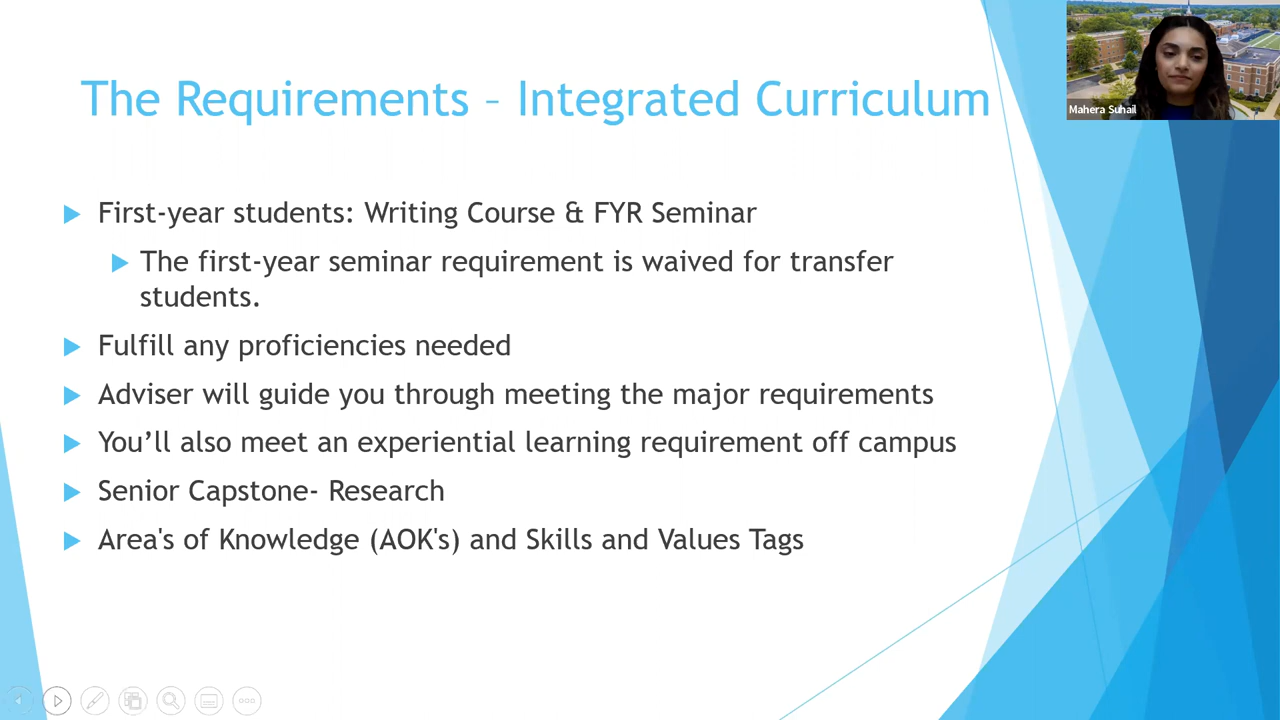 The Requirements – Integrated Curriculum
Mahera Suhail
First-year students: Writing Course & FYR Seminar
The first-year seminar requirement is waived for transfer
students.
Fulfill any proficiencies needed
Adviser will guide you through meeting the major requirements
You’ll also meet an experiential learning requirement off campus
Senior Capstone- Research
Area's of Knowledge (AOK's) and Skills and Values Tags